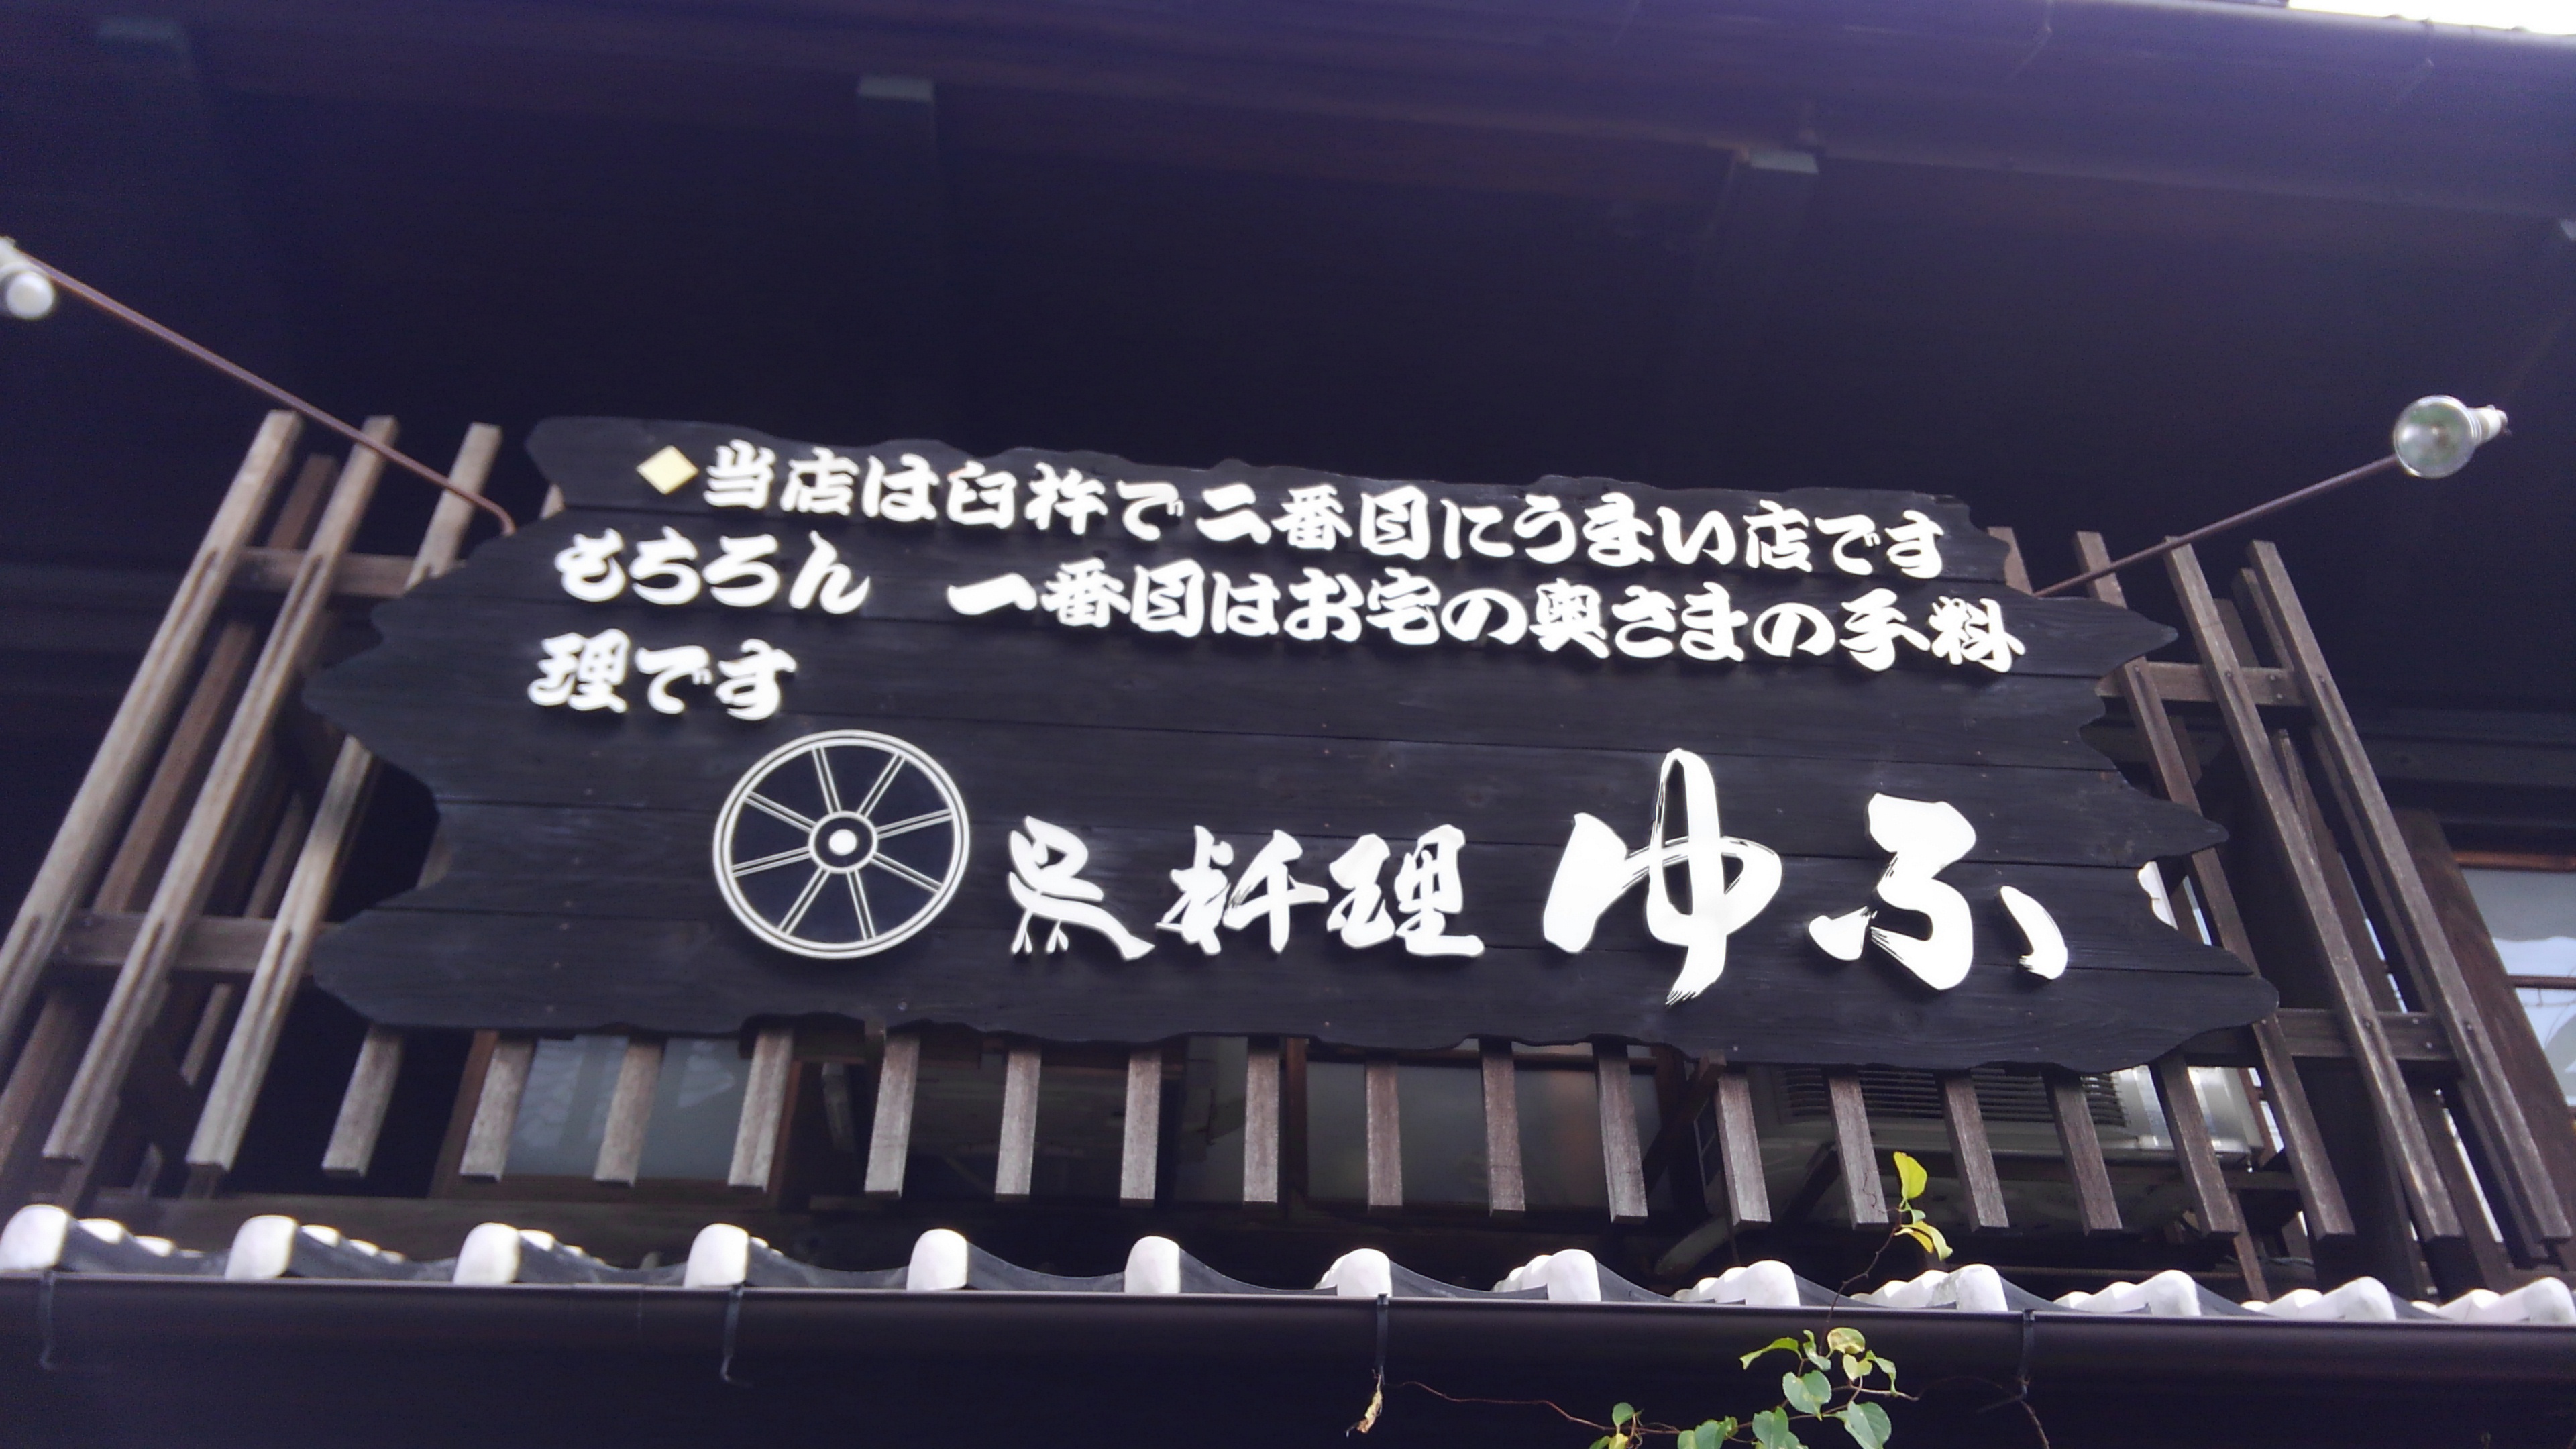 ◆当店は臼杵で二番目にうまい店です
もちろん 一番目はお宅の奥さまの手料
理です
料理 ゆふ